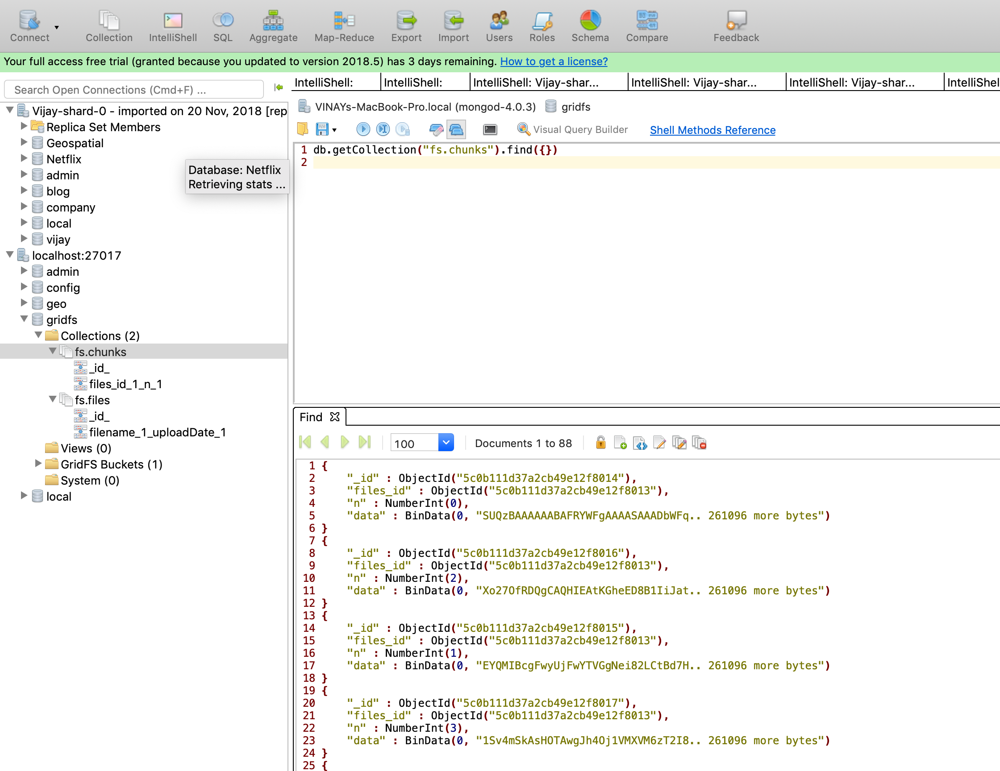 Connect Collection IntelliShell SQL Aggregate Map-Reduce Export Import Users Roles Schema Compare Feedback
Your full access free trial (granted because you updated to version 2018.5) has 3 days remaining. How to get a license?
Search Open Connections (Cmd+F) ...
Vijay-shard-0 - imported on 20 Nov, 2018 [rep
Replica Set Members
Geospatial
Netflix
admin
blog
company
local
vijay
localhost:27017
admin
config
geo
gridfs
Collections (2)
fs.chunks
_id_
files_id_1_n_1
fs.files
_id_
filename_1_uploadDate_1
Views (0)
GridFS Buckets (1)
System (0)
local
Database: Netflix
Retrieving stats ...
IntelliShell: IntelliShell: IntelliShell: Vijay-shar... IntelliShell: Vijay-shar... IntelliShell: Vijay-shar... IntelliShel
VINAYs-MacBook-Pro.local (mongod-4.0.3) gridfs
Visual Query Builder Shell Methods Reference
1 db.getCollection("fs.chunks").find({})
2
Find
100 Documents 1 to 88
1 {
2 "_id" : ObjectId("5c0b111d37a2cb49e12f8014"),
3 "files_id" : ObjectId("5c0b111d37a2cb49e12f8013"),
4 "n" : NumberInt(0),
5 "data" : BinData(0, "SUQzBAAAAAABAFRYWFgAAAASAAADbWFq.. 261096 more bytes")
6 }
7 {
8 "_id" : ObjectId("5c0b111d37a2cb49e12f8016"),
9 "files_id" : ObjectId("5c0b111d37a2cb49e12f8013"),
10 "n" : NumberInt(2),
11 "data" : BinData(0, "Xo27OfRDQgCAQHIEAtKGheED8B1IiJat.. 261096 more bytes")
12 }
13 {
14 "_id" : ObjectId("5c0b111d37a2cb49e12f8015"),
15 "files_id" : ObjectId("5c0b111d37a2cb49e12f8013"),
16 "n" : NumberInt(1),
17 "data" : BinData(0, "EYQMIBcgFwyUjFwYTVGgNei82LCtBd7H.. 261096 more bytes")
18 }
19 {
20 "_id" : ObjectId("5c0b111d37a2cb49e12f8017"),
21 "files_id" : ObjectId("5c0b111d37a2cb49e12f8013"),
22 "n" : NumberInt(3),
23 "data" : BinData(0, "1Sv4mSkAsHOTAwgJh4Oj1VMXVM6zT2I8.. 261096 more bytes")
24 }
25 {